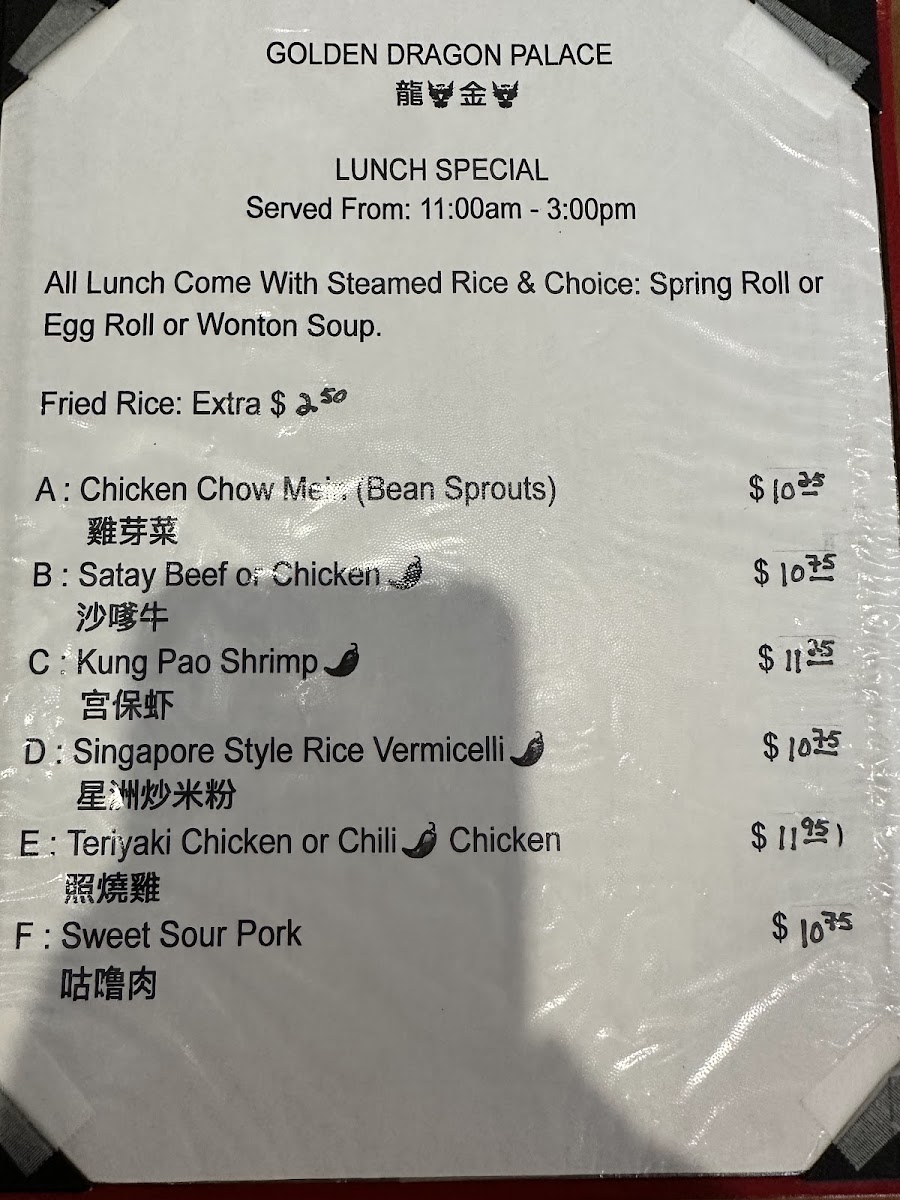 GOLDEN DRAGON PALACE
龍金
LUNCH SPECIAL
Served From: 11:00am - 3:00pm
All Lunch Come With Steamed Rice & Choice: Spring Roll or
Egg Roll or Wonton Soup.
Fried Rice: Extra $ 2.50
A : Chicken Chow Mein (Bean Sprouts) $ 10.25
雞芽菜
B : Satay Beef or Chicken $ 10.75
沙嗲牛
C : Kung Pao Shrimp $ 11.25
宮保虾
D : Singapore Style Rice Vermicelli $ 10.75
星洲炒米粉
E : Teriyaki Chicken or Chili Chicken $ 11.95
照燒雞
F : Sweet Sour Pork $ 10.75
咕嚕肉